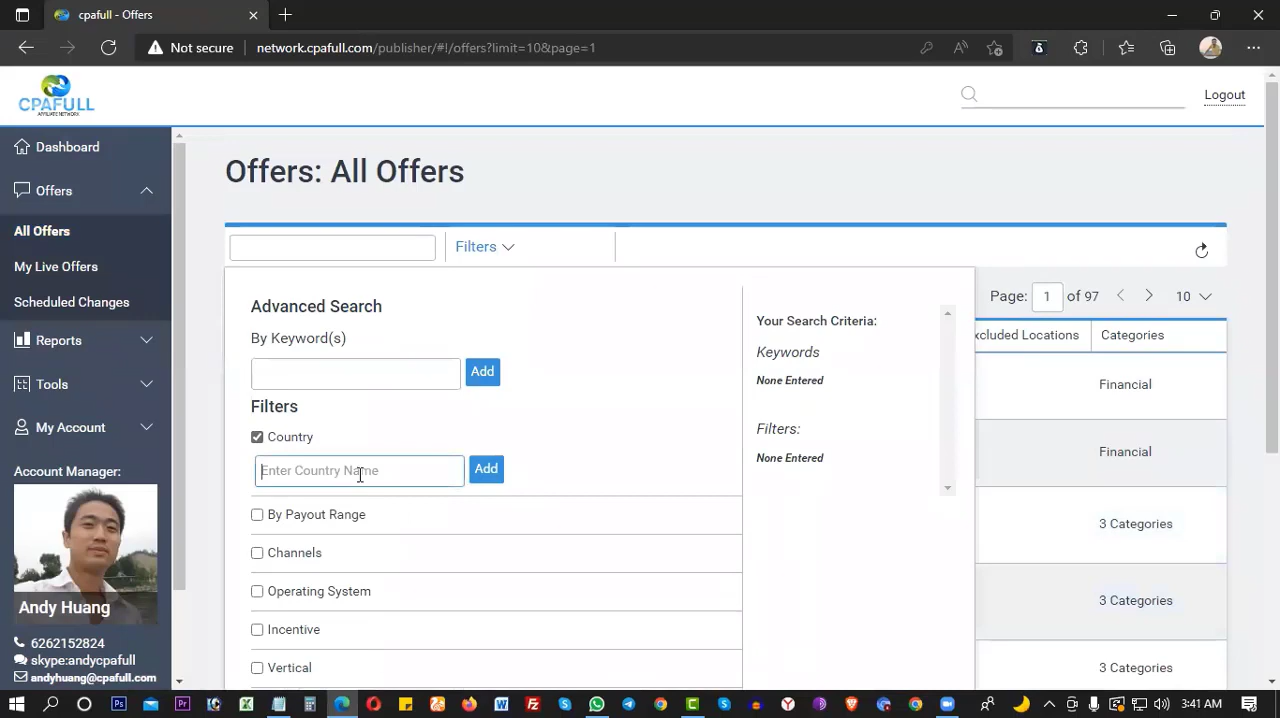 cpafull - Offers
Not secure
network.cpafull.com/publisher/#!/offers?limit=10&page=1
CPAFULL
AFFILIATE NETWORK
Logout
Dashboard
Offers
All Offers
My Live Offers
Scheduled Changes
Reports
Tools
My Account
Account Manager:
Andy Huang
6262152824
skype:andycpafull
andyhuang@cpafull.com
Offers: All Offers
Filters
Page: 1 of 97
10
Excluded Locations
Categories
Financial
Financial
3 Categories
3 Categories
3 Categories
Advanced Search
By Keyword(s)
Add
Filters
Country
Enter Country Name
Add
By Payout Range
Channels
Operating System
Incentive
Vertical
Your Search Criteria:
Keywords
None Entered
Filters:
None Entered
3:41 AM